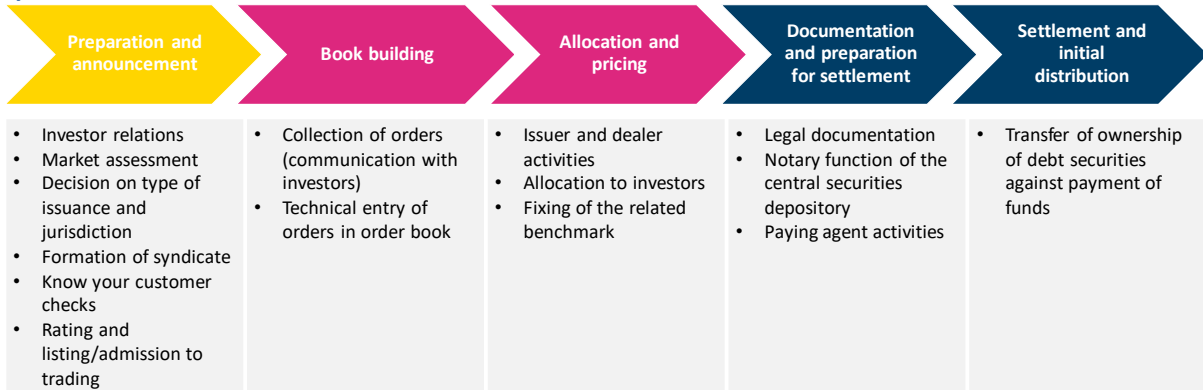 Preparation and
announcement
Book building
Allocation and
pricing
Documentation
and preparation
for settlement
Settlement and
initial
distribution
• Investor relations
• Market assessment
• Decision on type of
issuance and
jurisdiction
• Formation of syndicate
• Know your customer
checks
• Rating and
listing/admission to
trading
• Collection of orders
(communication with
investors)
• Technical entry of
orders in order book
• Issuer and dealer
activities
• Allocation to investors
• Fixing of the related
benchmark
• Legal documentation
• Notary function of the
central securities
depository
• Paying agent activities
• Transfer of ownership
of debt securities
against payment of
funds